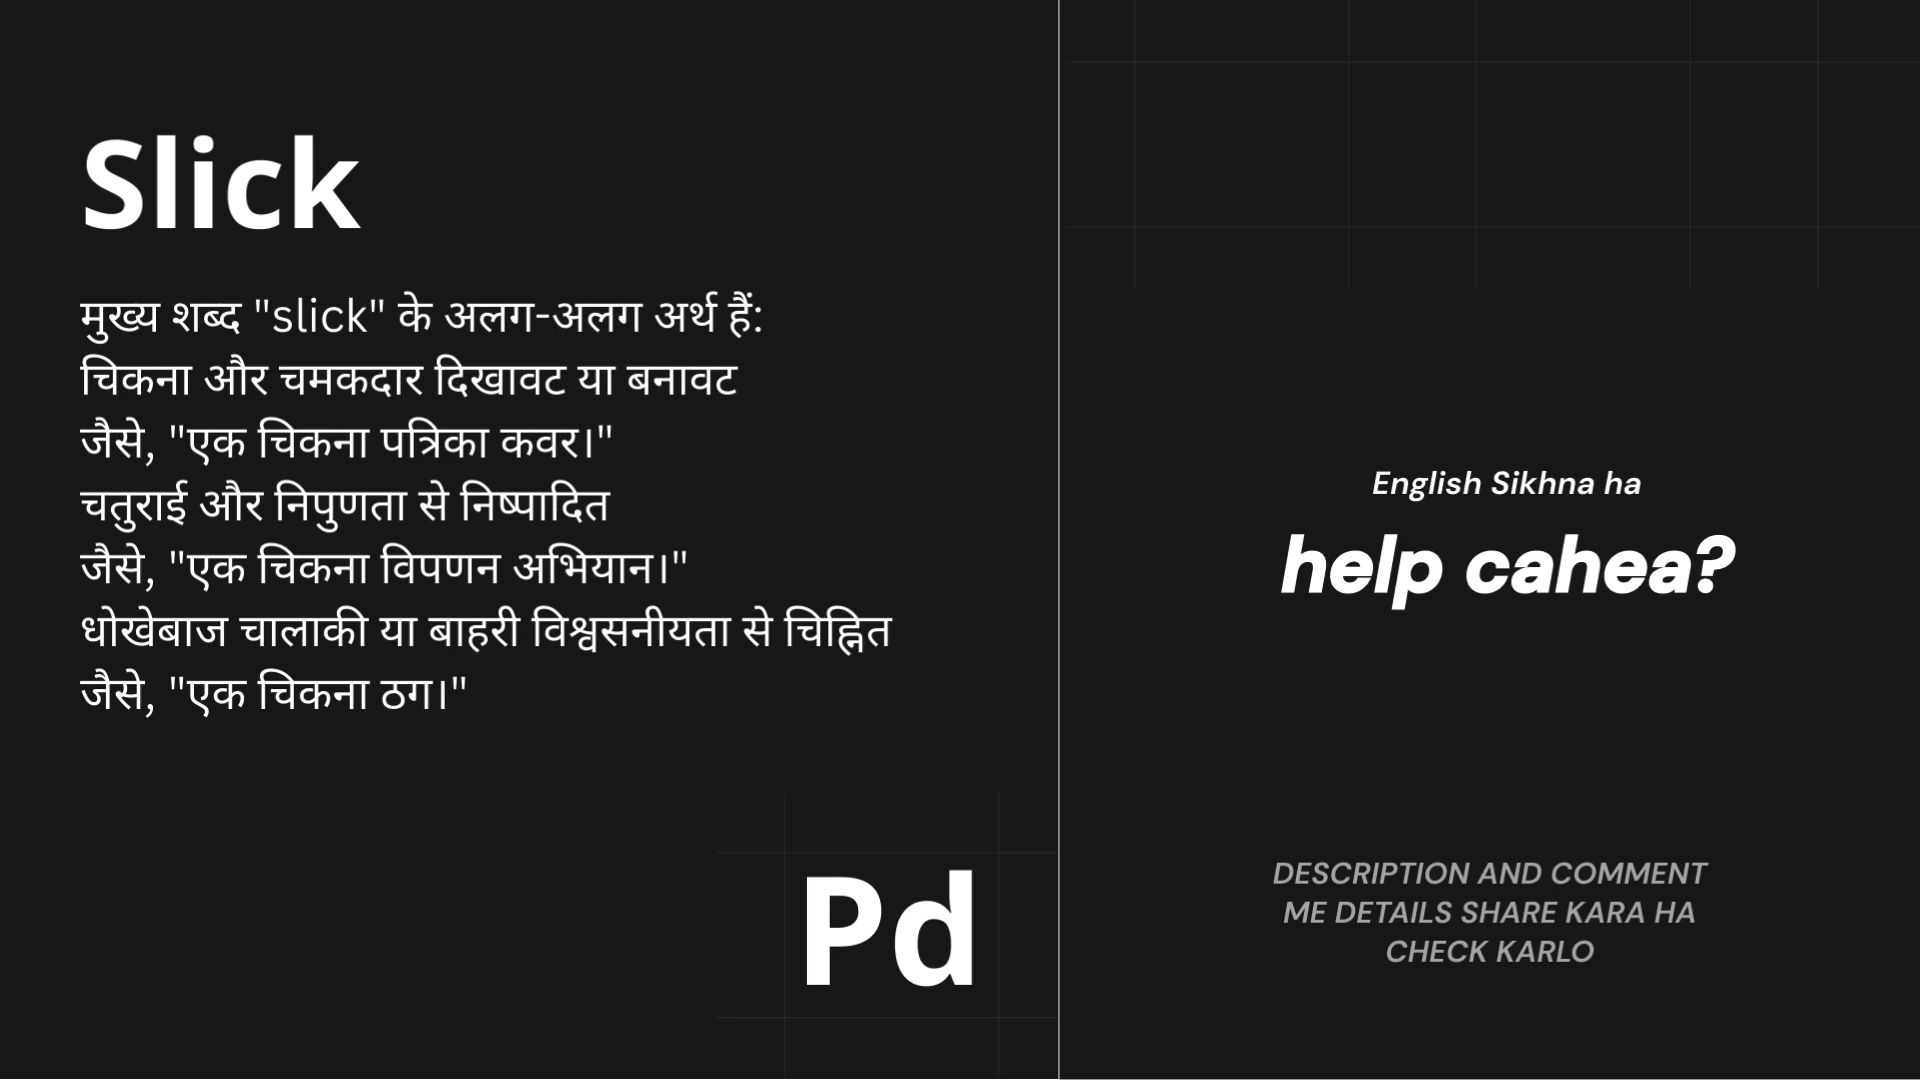 Slick
मुख्य शब्द "slick" के अलग-अलग अर्थ हैं:
चिकना और चमकदार दिखावट या बनावट
जैसे, "एक चिकना पत्रिका कवर।"
चतुराई और निपुणता से निष्पादित
जैसे, "एक चिकना विपणन अभियान।"
धोखेबाज चालाकी या बाहरी विश्वसनीयता से चिह्नित
जैसे, "एक चिकना ठग।"
Pd
English Sikhna ha
help cahea?
DESCRIPTION AND COMMENT
ME DETAILS SHARE KARA HA
CHECK KARLO